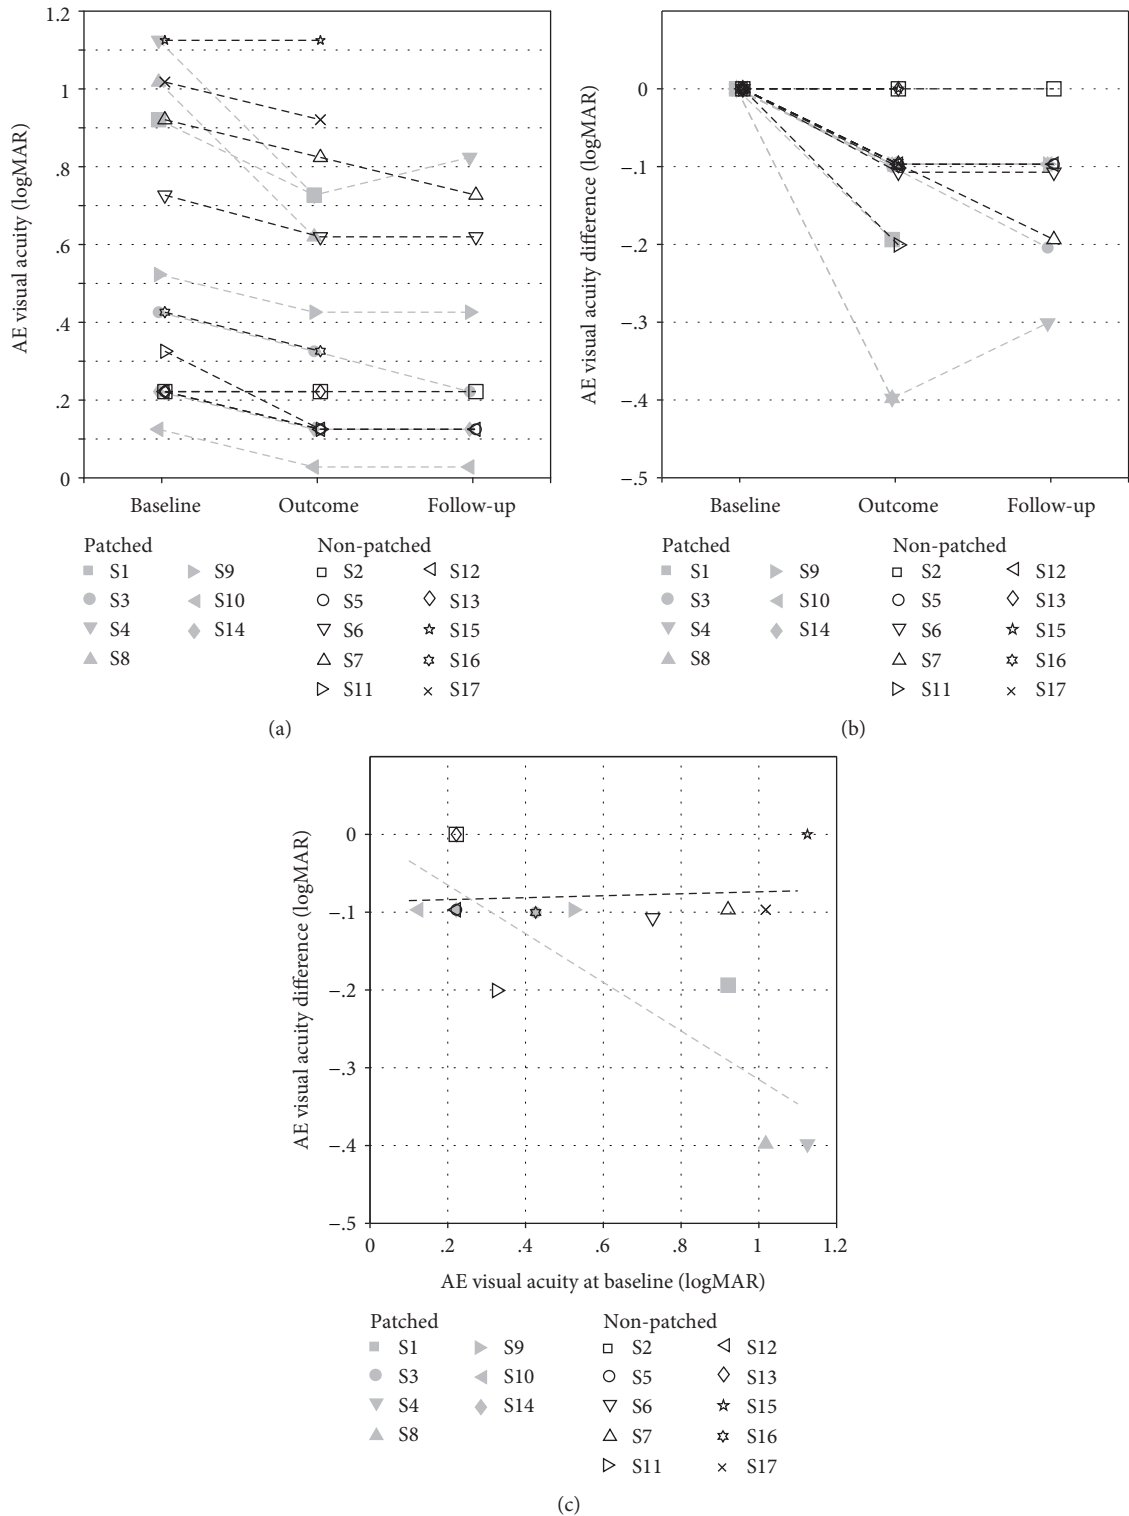 AE visual acuity (logMAR)
1.2
1
.8
.6
.4
.2
0
Baseline Outcome Follow-up
Patched Non-patched
S1 S9 S2 S12
S3 S10 S5 S13
S4 S14 S6 S15
S8 S7 S16
S11 S17
(a)
AE visual acuity difference (logMAR)
0
−.1
−.2
−.3
−.4
−.5
Baseline Outcome Follow-up
Patched Non-patched
S1 S9 S2 S12
S3 S10 S5 S13
S4 S14 S6 S15
S8 S7 S16
S11 S17
(b)
AE visual acuity difference (logMAR)
0
−.1
−.2
−.3
−.4
−.5
0 .2 .4 .6 .8 1 1.2
AE visual acuity at baseline (logMAR)
Patched Non-patched
S1 S9 S2 S12
S3 S10 S5 S13
S4 S14 S6 S15
S8 S7 S16
S11 S17
(c)